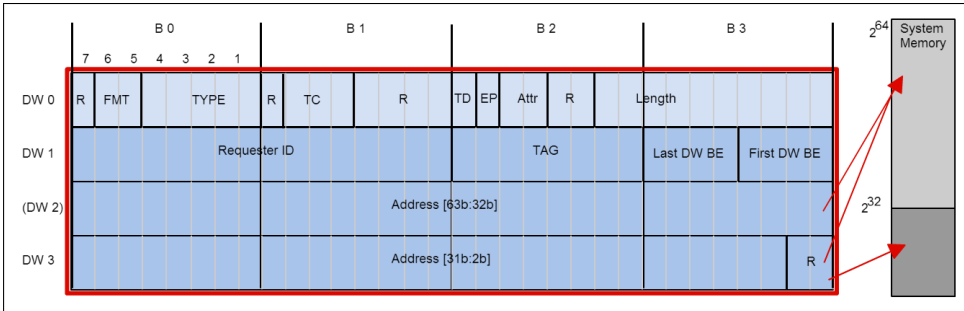 B 0 B 1 B 2 B 3
2^64 System
Memory
7 6 5 4 3 2 1
DW 0 R FMT TYPE R TC R TD EP Attr R Length
DW 1 Requester ID TAG Last DW BE First DW BE
(DW 2) Address [63b:32b] 2^32
DW 3 Address [31b:2b] R